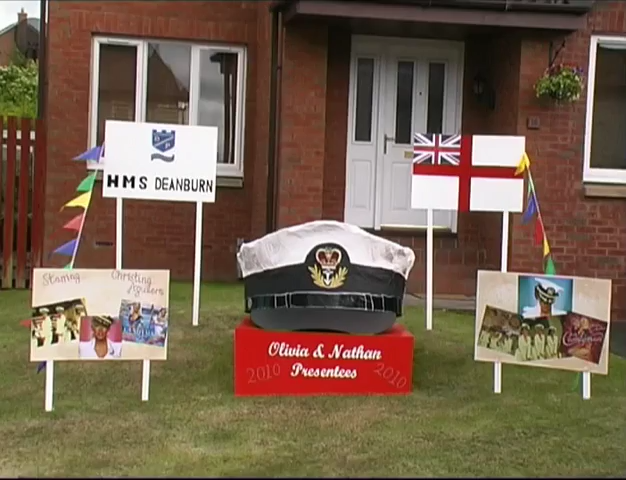 HMS DEANBURN
Starring
Christina
Aguilera
Olivia & Nathan
2010 Presentees 2010